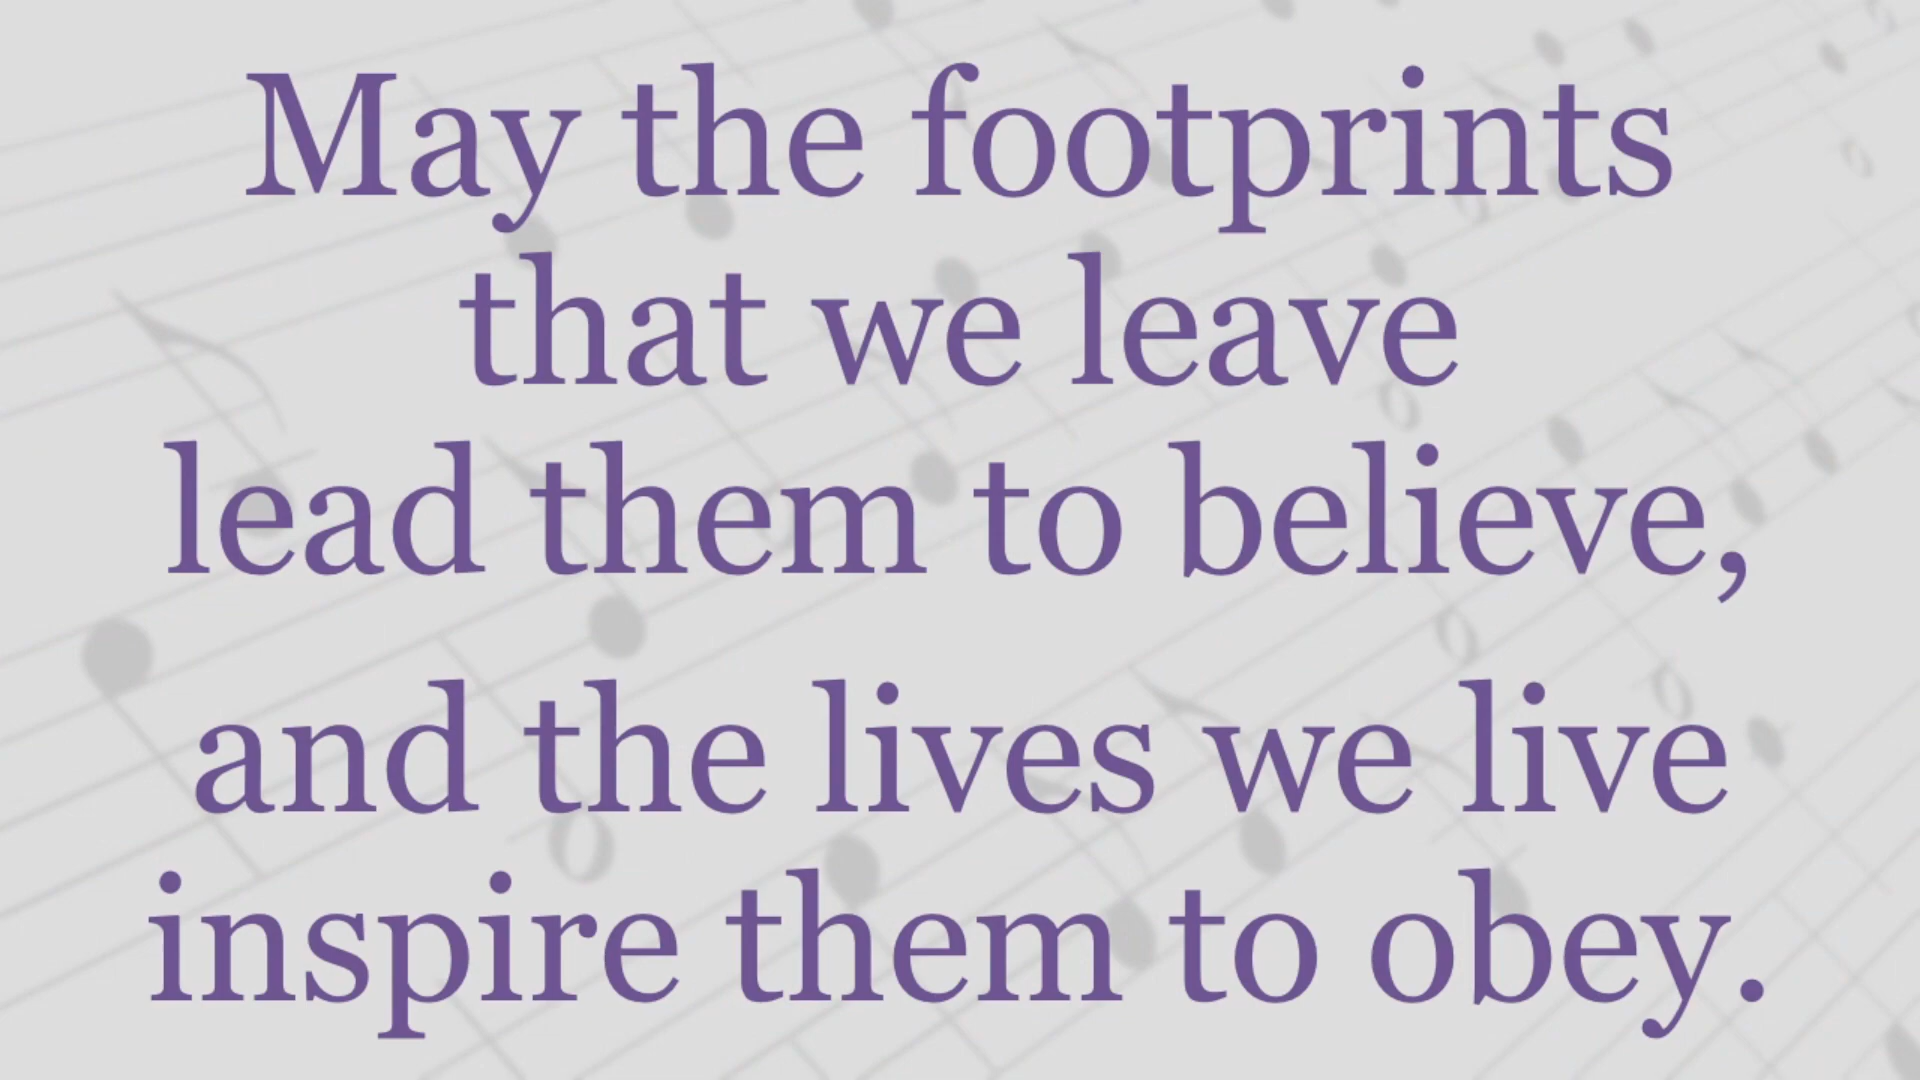 May the footprints
that we leave
lead them to believe,
and the lives we live
inspire them to obey.